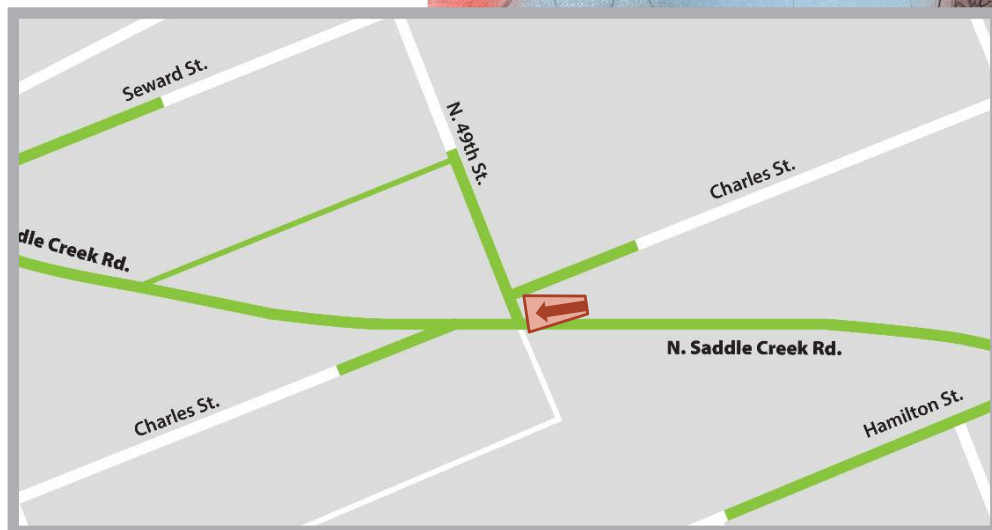 Seward St.
N. 49th St.
Charles St.
dle Creek Rd.
N. Saddle Creek Rd.
Charles St.
Hamilton St.